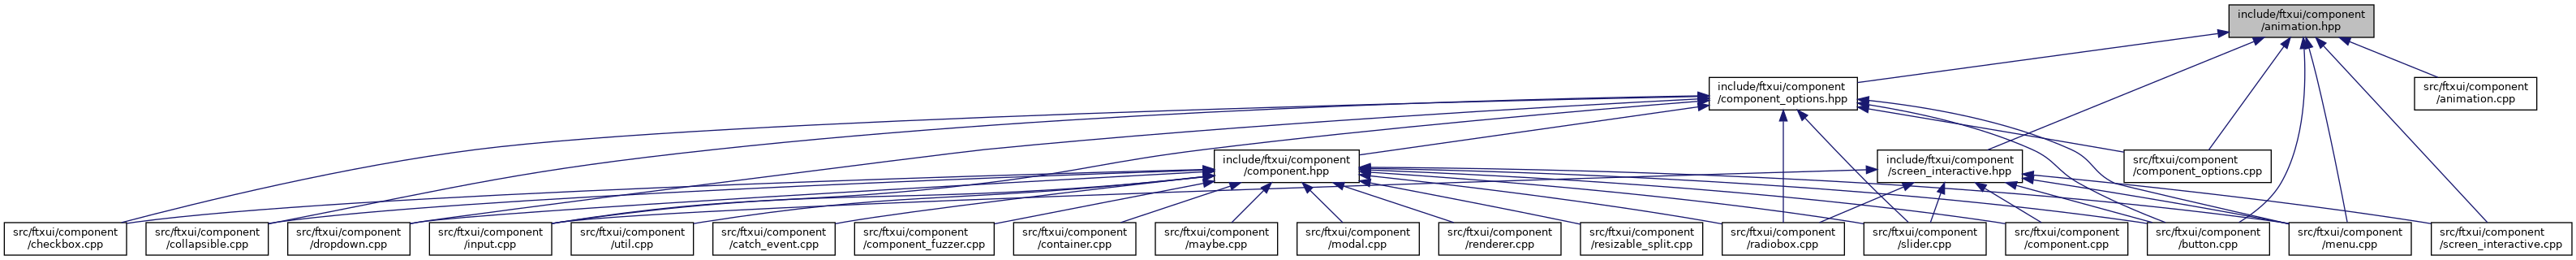 include/ftxui/component
/animation.hpp
include/ftxui/component
/component_options.hpp
src/ftxui/component
/animation.cpp
include/ftxui/component
/component.hpp
include/ftxui/component
/screen_interactive.hpp
src/ftxui/component
/component_options.cpp
src/ftxui/component
/checkbox.cpp
src/ftxui/component
/collapsible.cpp
src/ftxui/component
/dropdown.cpp
src/ftxui/component
/input.cpp
src/ftxui/component
/util.cpp
src/ftxui/component
/catch_event.cpp
src/ftxui/component
/component_fuzzer.cpp
src/ftxui/component
/container.cpp
src/ftxui/component
/maybe.cpp
src/ftxui/component
/modal.cpp
src/ftxui/component
/renderer.cpp
src/ftxui/component
/resizable_split.cpp
src/ftxui/component
/radiobox.cpp
src/ftxui/component
/slider.cpp
src/ftxui/component
/component.cpp
src/ftxui/component
/button.cpp
src/ftxui/component
/menu.cpp
src/ftxui/component
/screen_interactive.cpp